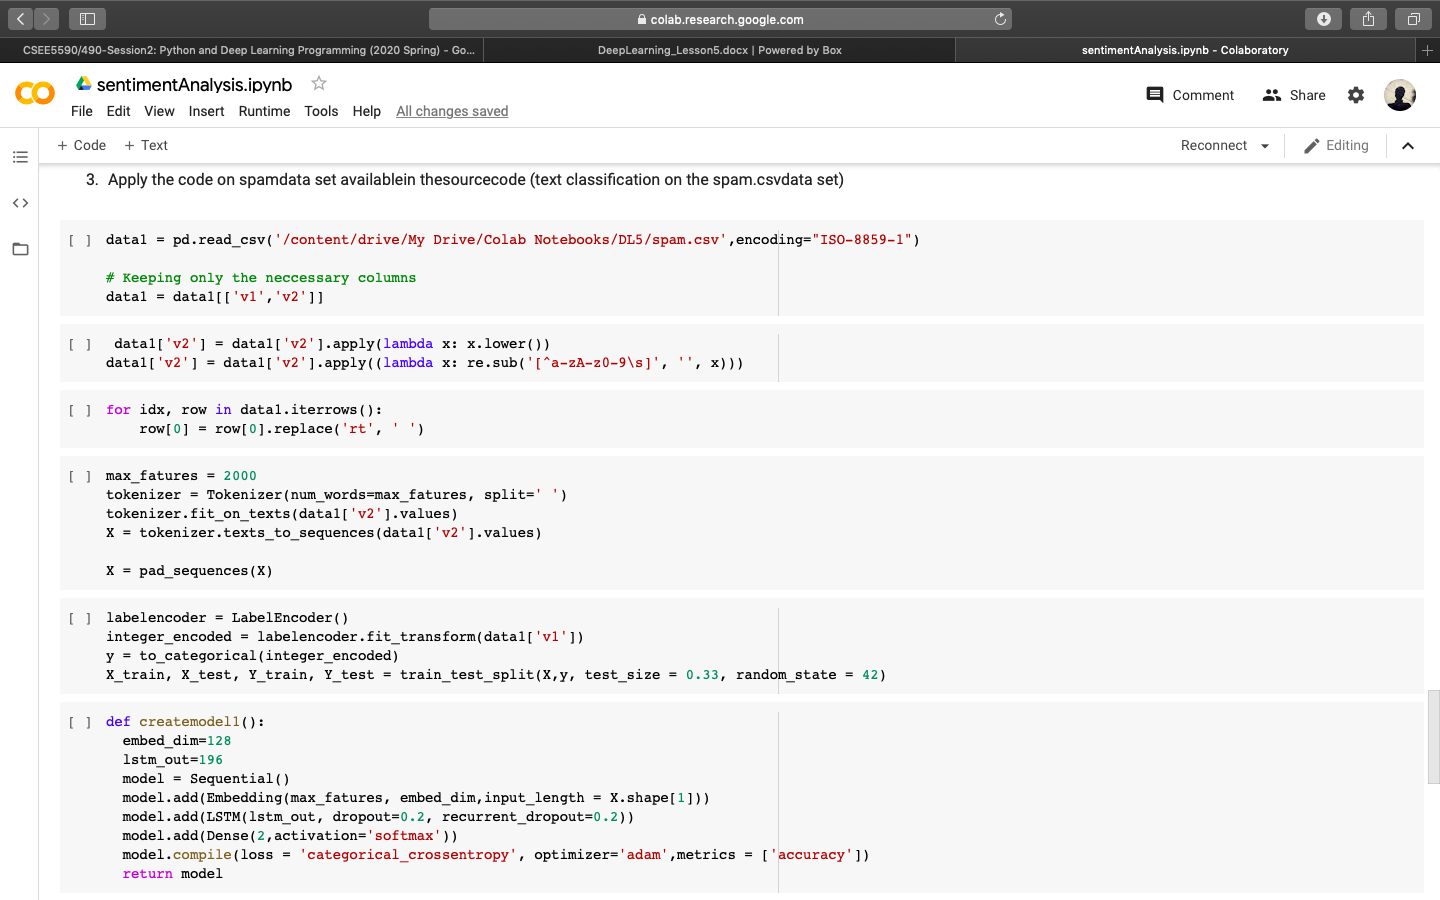 colab.research.google.com
CSEE5590/490-Session2: Python and Deep Learning Programming (2020 Spring) - Go...
DeepLearning_Lesson5.docx | Powered by Box
sentimentAnalysis.ipynb - Colaboratory
sentimentAnalysis.ipynb
File Edit View Insert Runtime Tools Help All changes saved
Comment Share
+ Code + Text
Reconnect Editing
3. Apply the code on spamdata set availablein thesourcecode (text classification on the spam.csvdata set)
[ ] data1 = pd.read_csv('/content/drive/My Drive/Colab Notebooks/DL5/spam.csv',encoding="ISO-8859-1")
# Keeping only the neccessary columns
data1 = data1[['v1','v2']]
[ ] data1['v2'] = data1['v2'].apply(lambda x: x.lower())
data1['v2'] = data1['v2'].apply((lambda x: re.sub('[^a-zA-z0-9\s]', '', x)))
[ ] for idx, row in data1.iterrows():
row[0] = row[0].replace('rt', ' ')
[ ] max_fatures = 2000
tokenizer = Tokenizer(num_words=max_fatures, split=' ')
tokenizer.fit_on_texts(data1['v2'].values)
X = tokenizer.texts_to_sequences(data1['v2'].values)
X = pad_sequences(X)
[ ] labelencoder = LabelEncoder()
integer_encoded = labelencoder.fit_transform(data1['v1'])
y = to_categorical(integer_encoded)
X_train, X_test, Y_train, Y_test = train_test_split(X,y, test_size = 0.33, random_state = 42)
[ ] def createmodel1():
embed_dim=128
lstm_out=196
model = Sequential()
model.add(Embedding(max_fatures, embed_dim,input_length = X.shape[1]))
model.add(LSTM(lstm_out, dropout=0.2, recurrent_dropout=0.2))
model.add(Dense(2,activation='softmax'))
model.compile(loss = 'categorical_crossentropy', optimizer='adam',metrics = ['accuracy'])
return model